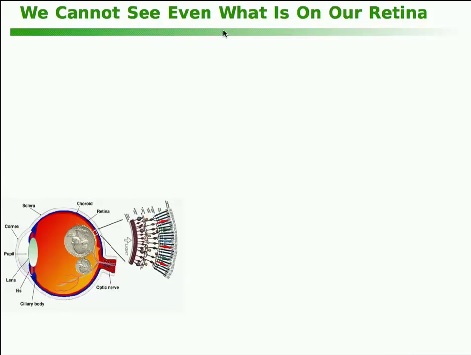 We Cannot See Even What Is On Our Retina
Sclera
Choroid
Retina
Cornea
Pupil
Lens
Optic nerve
Ciliary body